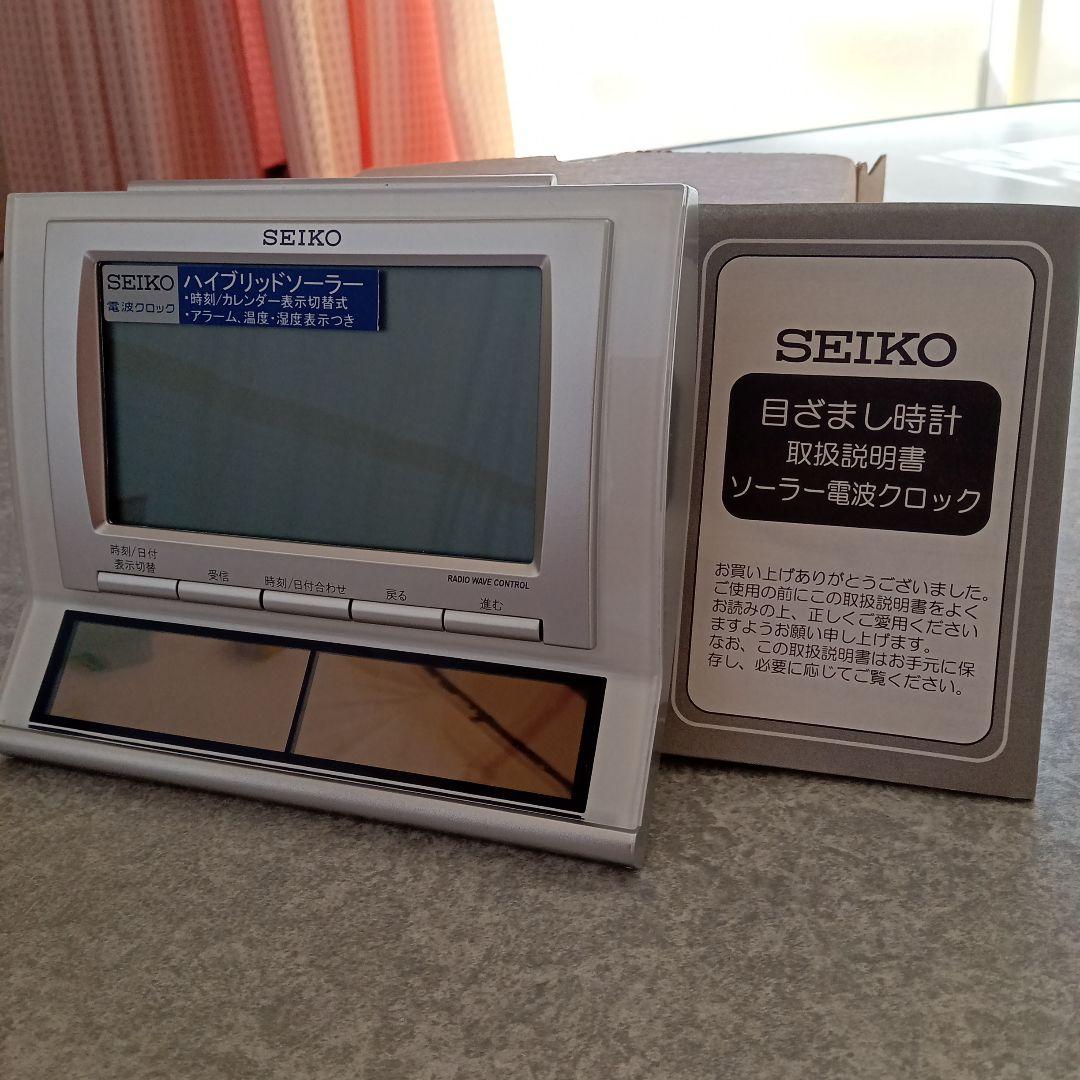 SEIKO
SEIKO
電波クロック
ハイブリッドソーラー
・時刻/カレンダー表示切替式
・アラーム、温度・湿度表示つき
時刻/日付
表示切替
受信
時刻/日付合わせ
戻る
進む
RADIO WAVE CONTROL
SEIKO
目ざまし時計
取扱説明書
ソーラー電波クロック
お買い上げありがとうございました。
ご使用の前にこの取扱説明書をよく
お読みの上、正しくご愛用ください
ますようお願い申し上げます。
なお、この取扱説明書はお手元に保
存し、必要に応じてご覧ください。